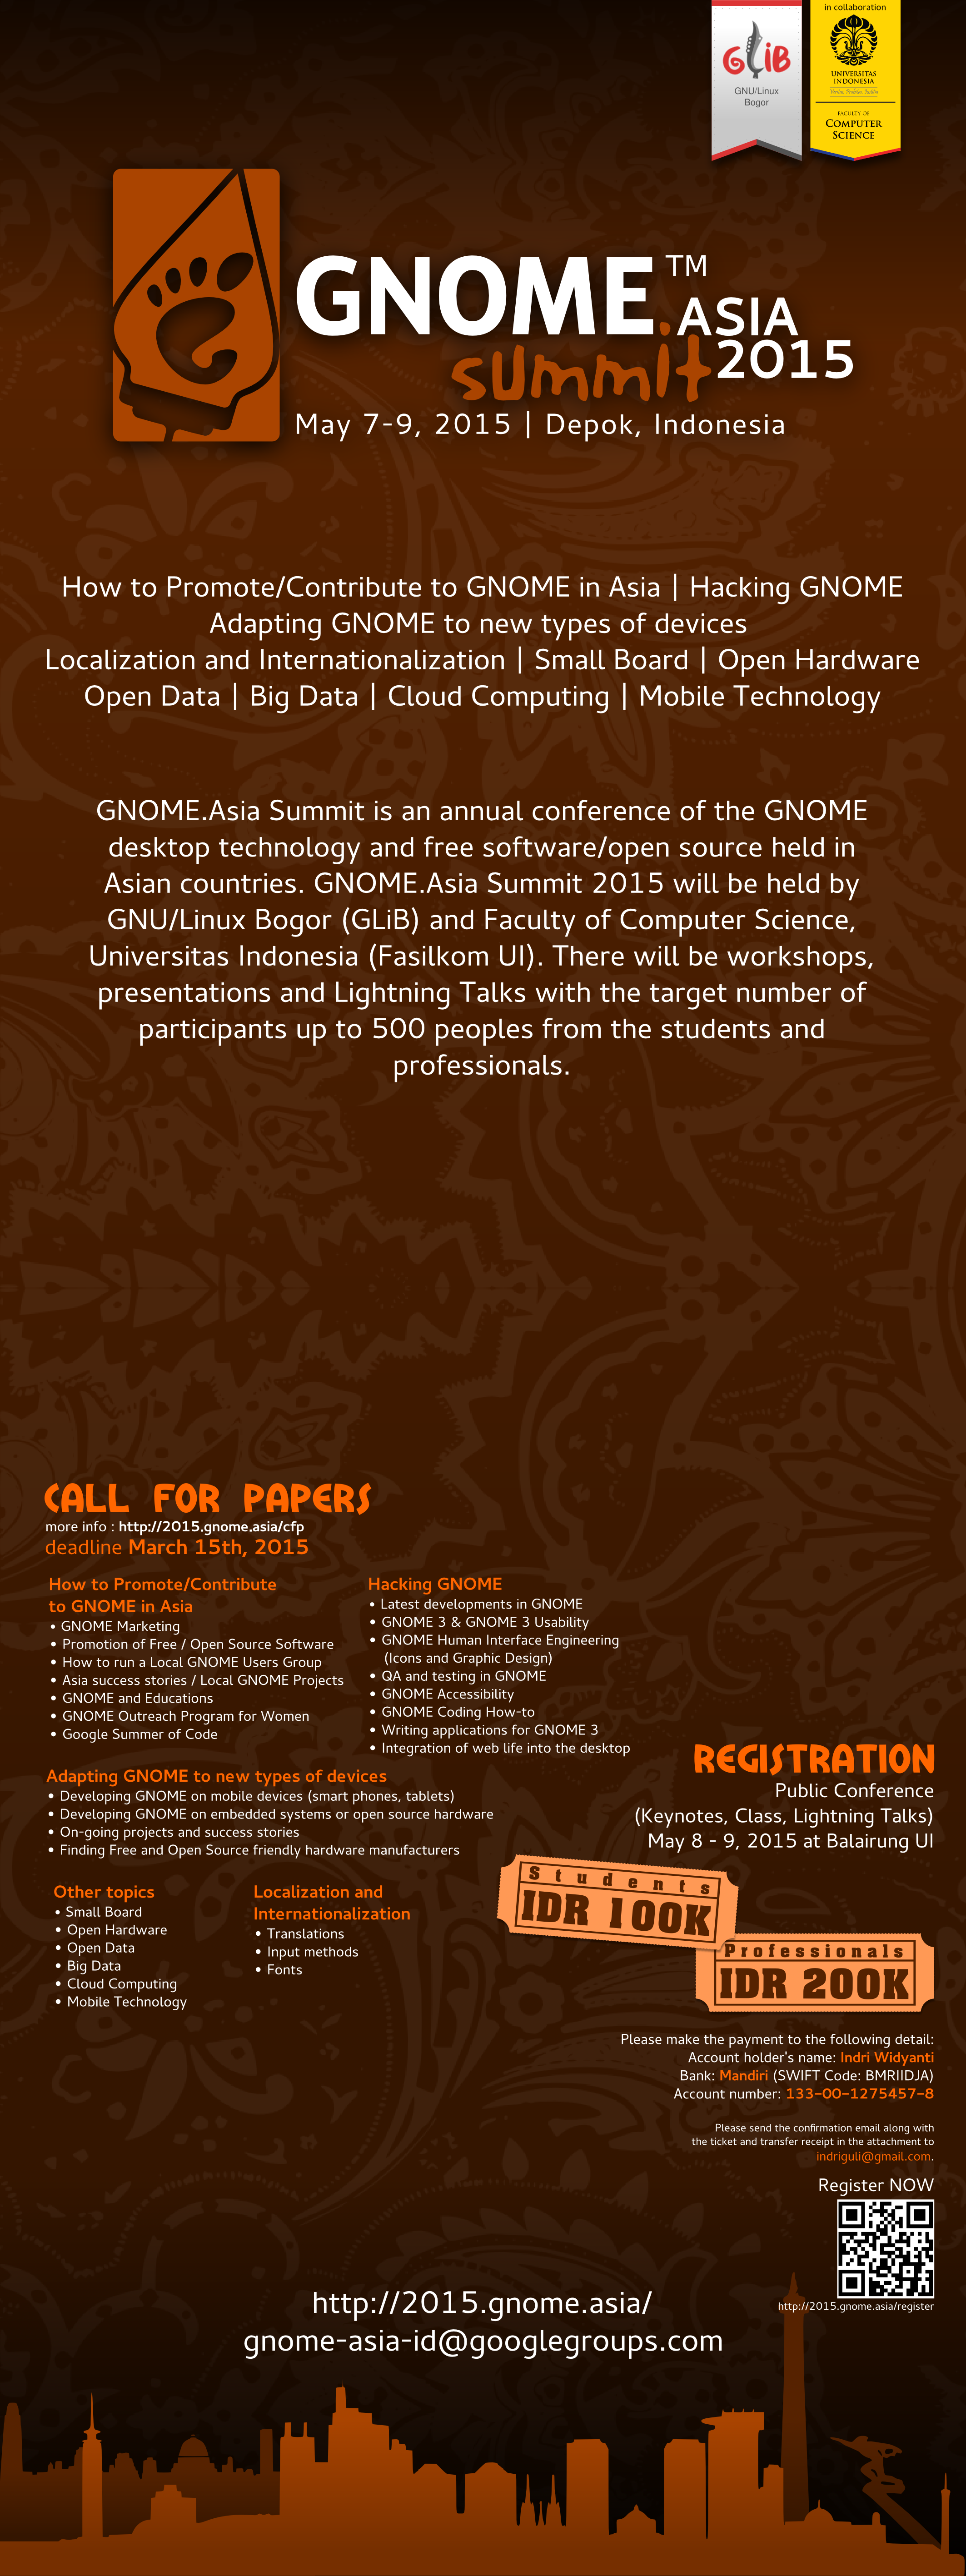 in collaboration
GLiB
GNU/Linux
Bogor
UNIVERSITAS
INDONESIA
Veritas, Probitas, Iustitia
FACULTY OF
COMPUTER
SCIENCE
GNOME™
.ASIA
summit 2015
May 7-9, 2015 | Depok, Indonesia
How to Promote/Contribute to GNOME in Asia | Hacking GNOME
Adapting GNOME to new types of devices
Localization and Internationalization | Small Board | Open Hardware
Open Data | Big Data | Cloud Computing | Mobile Technology
GNOME.Asia Summit is an annual conference of the GNOME
desktop technology and free software/open source held in
Asian countries. GNOME.Asia Summit 2015 will be held by
GNU/Linux Bogor (GLiB) and Faculty of Computer Science,
Universitas Indonesia (Fasilkom UI). There will be workshops,
presentations and Lightning Talks with the target number of
participants up to 500 peoples from the students and
professionals.
CALL FOR PAPERS
more info : http://2015.gnome.asia/cfp
deadline March 15th, 2015
How to Promote/Contribute
to GNOME in Asia
• GNOME Marketing
• Promotion of Free / Open Source Software
• How to run a Local GNOME Users Group
• Asia success stories / Local GNOME Projects
• GNOME and Educations
• GNOME Outreach Program for Women
• Google Summer of Code
Hacking GNOME
• Latest developments in GNOME
• GNOME 3 & GNOME 3 Usability
• GNOME Human Interface Engineering
(Icons and Graphic Design)
• QA and testing in GNOME
• GNOME Accessibility
• GNOME Coding How-to
• Writing applications for GNOME 3
• Integration of web life into the desktop
Adapting GNOME to new types of devices
• Developing GNOME on mobile devices (smart phones, tablets)
• Developing GNOME on embedded systems or open source hardware
• On-going projects and success stories
• Finding Free and Open Source friendly hardware manufacturers
Other topics
• Small Board
• Open Hardware
• Open Data
• Big Data
• Cloud Computing
• Mobile Technology
Localization and
Internationalization
• Translations
• Input methods
• Fonts
REGISTRATION
Public Conference
(Keynotes, Class, Lightning Talks)
May 8 - 9, 2015 at Balairung UI
Students
IDR 100K
Professionals
IDR 200K
Please make the payment to the following detail:
Account holder's name: Indri Widyanti
Bank: Mandiri (SWIFT Code: BMRIIDJA)
Account number: 133-00-1275457-8
Please send the confirmation email along with
the ticket and transfer receipt in the attachment to
indriguli@gmail.com.
Register NOW
http://2015.gnome.asia/register
http://2015.gnome.asia/
gnome-asia-id@googlegroups.com